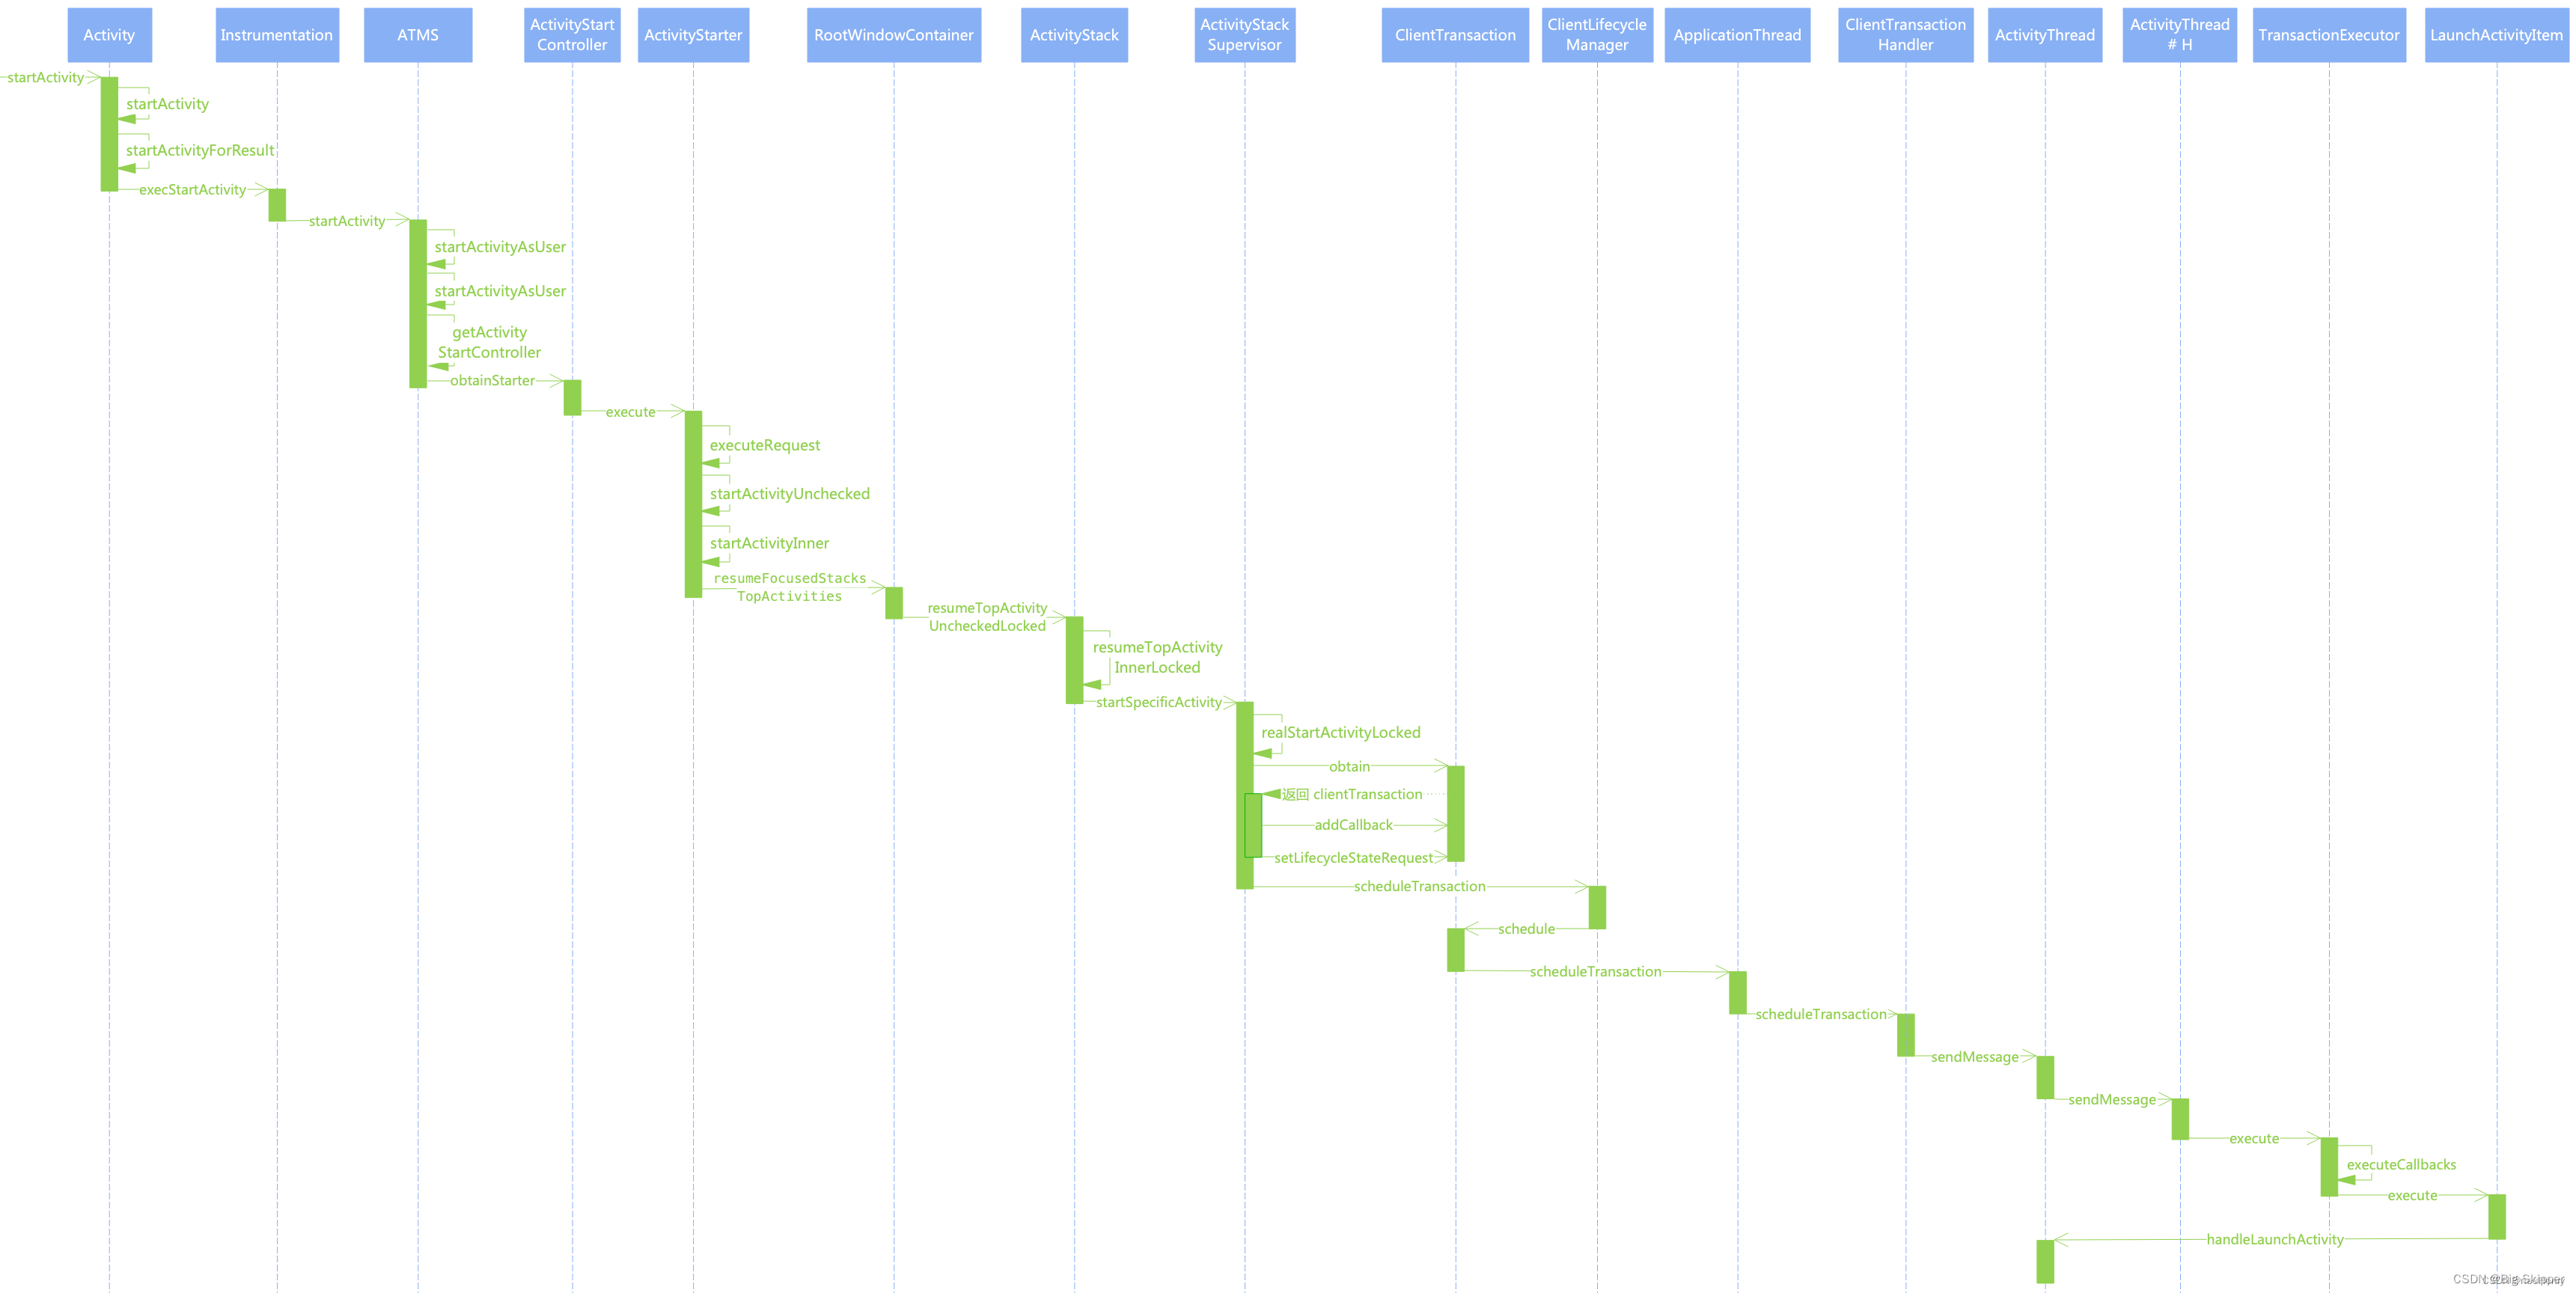 Activity
Instrumentation
ATMS
ActivityStart
Controller
ActivityStarter
RootWindowContainer
ActivityStack
ActivityStack
Supervisor
ClientTransaction
ClientLifecycle
Manager
ApplicationThread
ClientTransaction
Handler
ActivityThread
ActivityThread
# H
TransactionExecutor
LaunchActivityItem
startActivity
startActivity
startActivityForResult
execStartActivity
startActivity
startActivityAsUser
startActivityAsUser
getActivity
StartController
obtainStarter
execute
executeRequest
startActivityUnchecked
startActivityInner
resumeFocusedStacks
TopActivities
resumeTopActivity
UncheckedLocked
resumeTopActivity
InnerLocked
startSpecificActivity
realStartActivityLocked
obtain
返回 clientTransaction
addCallback
setLifecycleStateRequest
scheduleTransaction
schedule
scheduleTransaction
scheduleTransaction
sendMessage
sendMessage
execute
executeCallbacks
execute
handleLaunchActivity
CSDN @Big Skipper